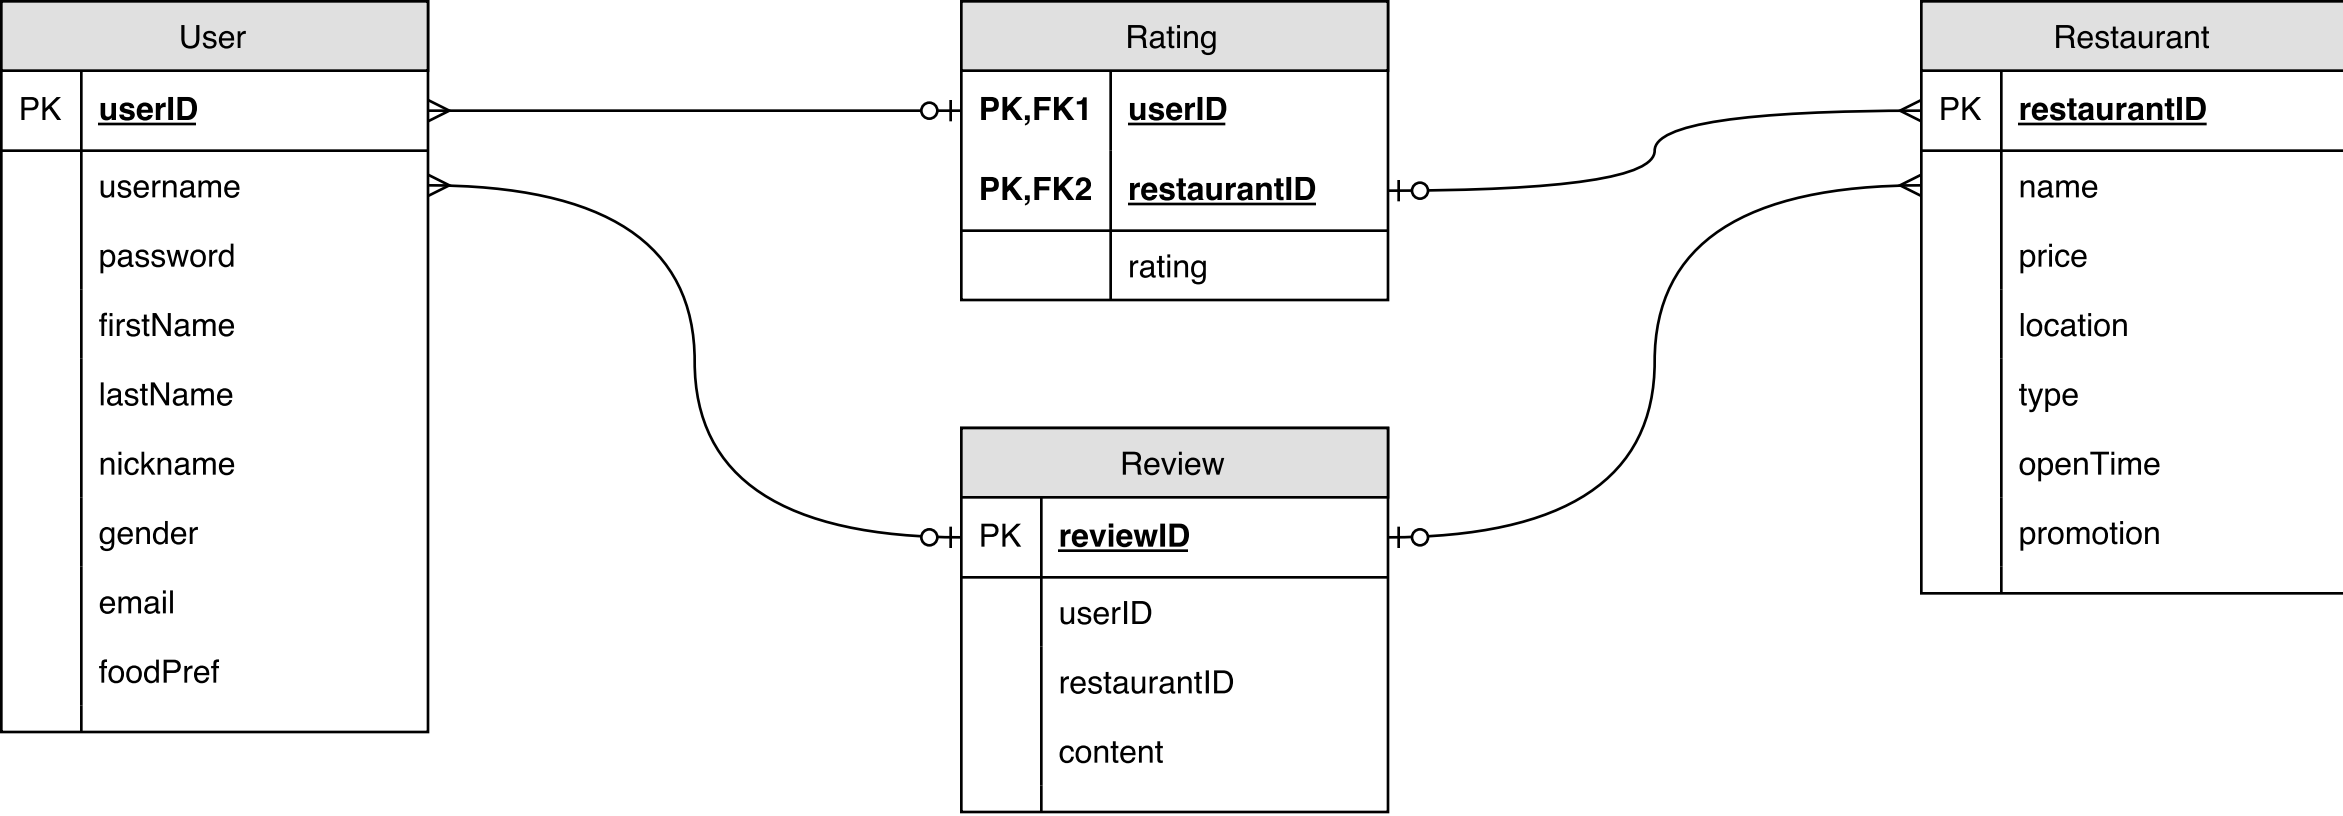 User
PK userID
username
password
firstName
lastName
nickname
gender
email
foodPref
Rating
PK,FK1 userID
PK,FK2 restaurantID
rating
Review
PK reviewID
userID
restaurantID
content
Restaurant
PK restaurantID
name
price
location
type
openTime
promotion